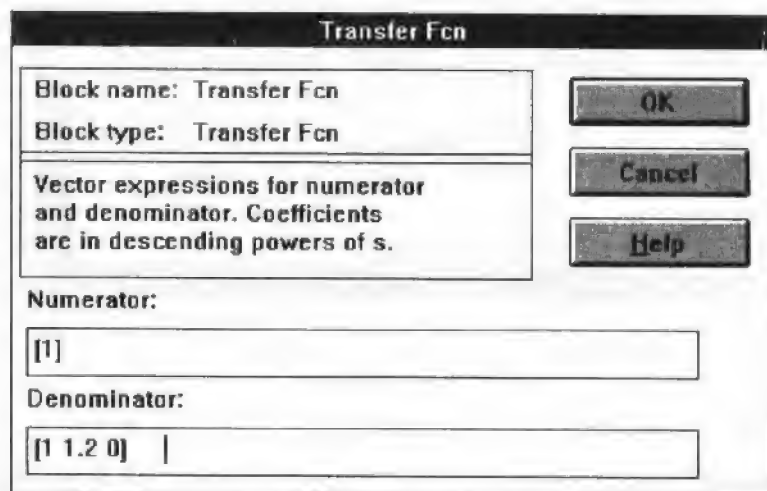 Transfer Fcn
Block name: Transfer Fcn
Block type: Transfer Fcn
Vector expressions for numerator
and denominator. Coefficients
are in descending powers of s.
OK
Cancel
Help
Numerator:
[1]
Denominator:
[1 1.2 0]